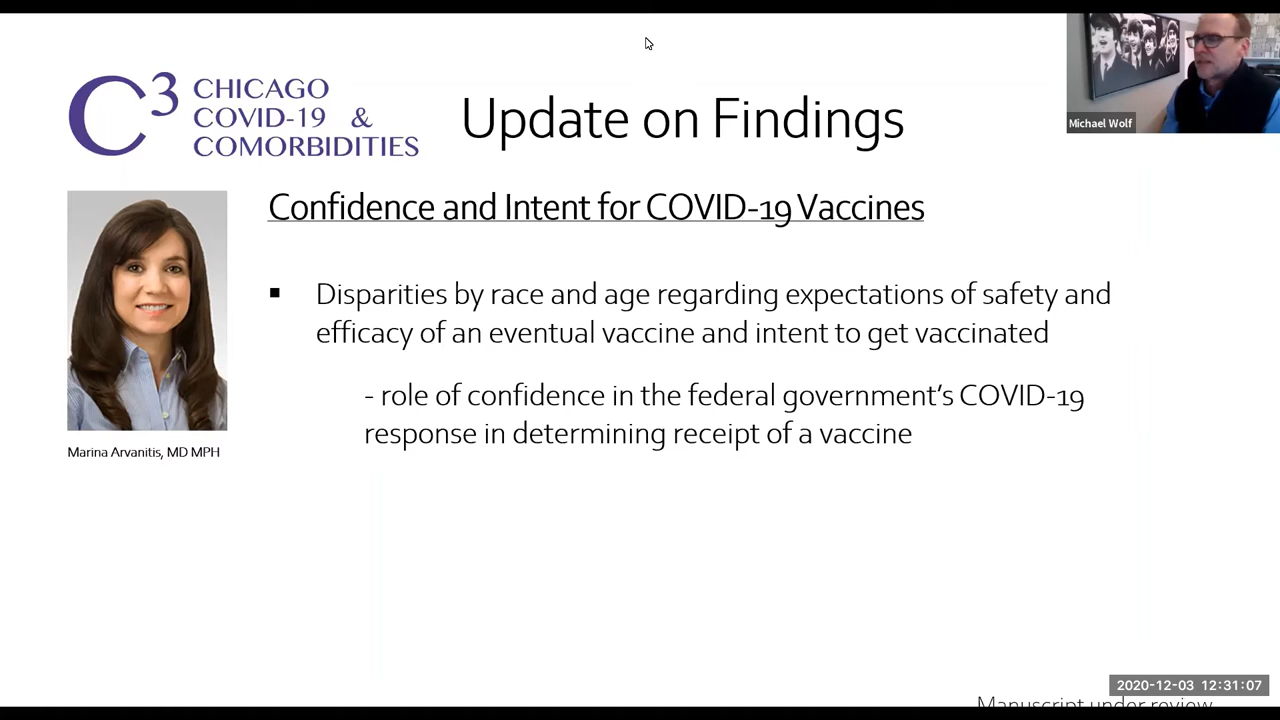 C3 CHICAGO
COVID-19 &
COMORBIDITIES
Update on Findings
Michael Wolf
Confidence and Intent for COVID-19 Vaccines
▪ Disparities by race and age regarding expectations of safety and
efficacy of an eventual vaccine and intent to get vaccinated
- role of confidence in the federal government's COVID-19
response in determining receipt of a vaccine
Marina Arvanitis, MD MPH
2020-12-03 12:31:07
Manuscript under review